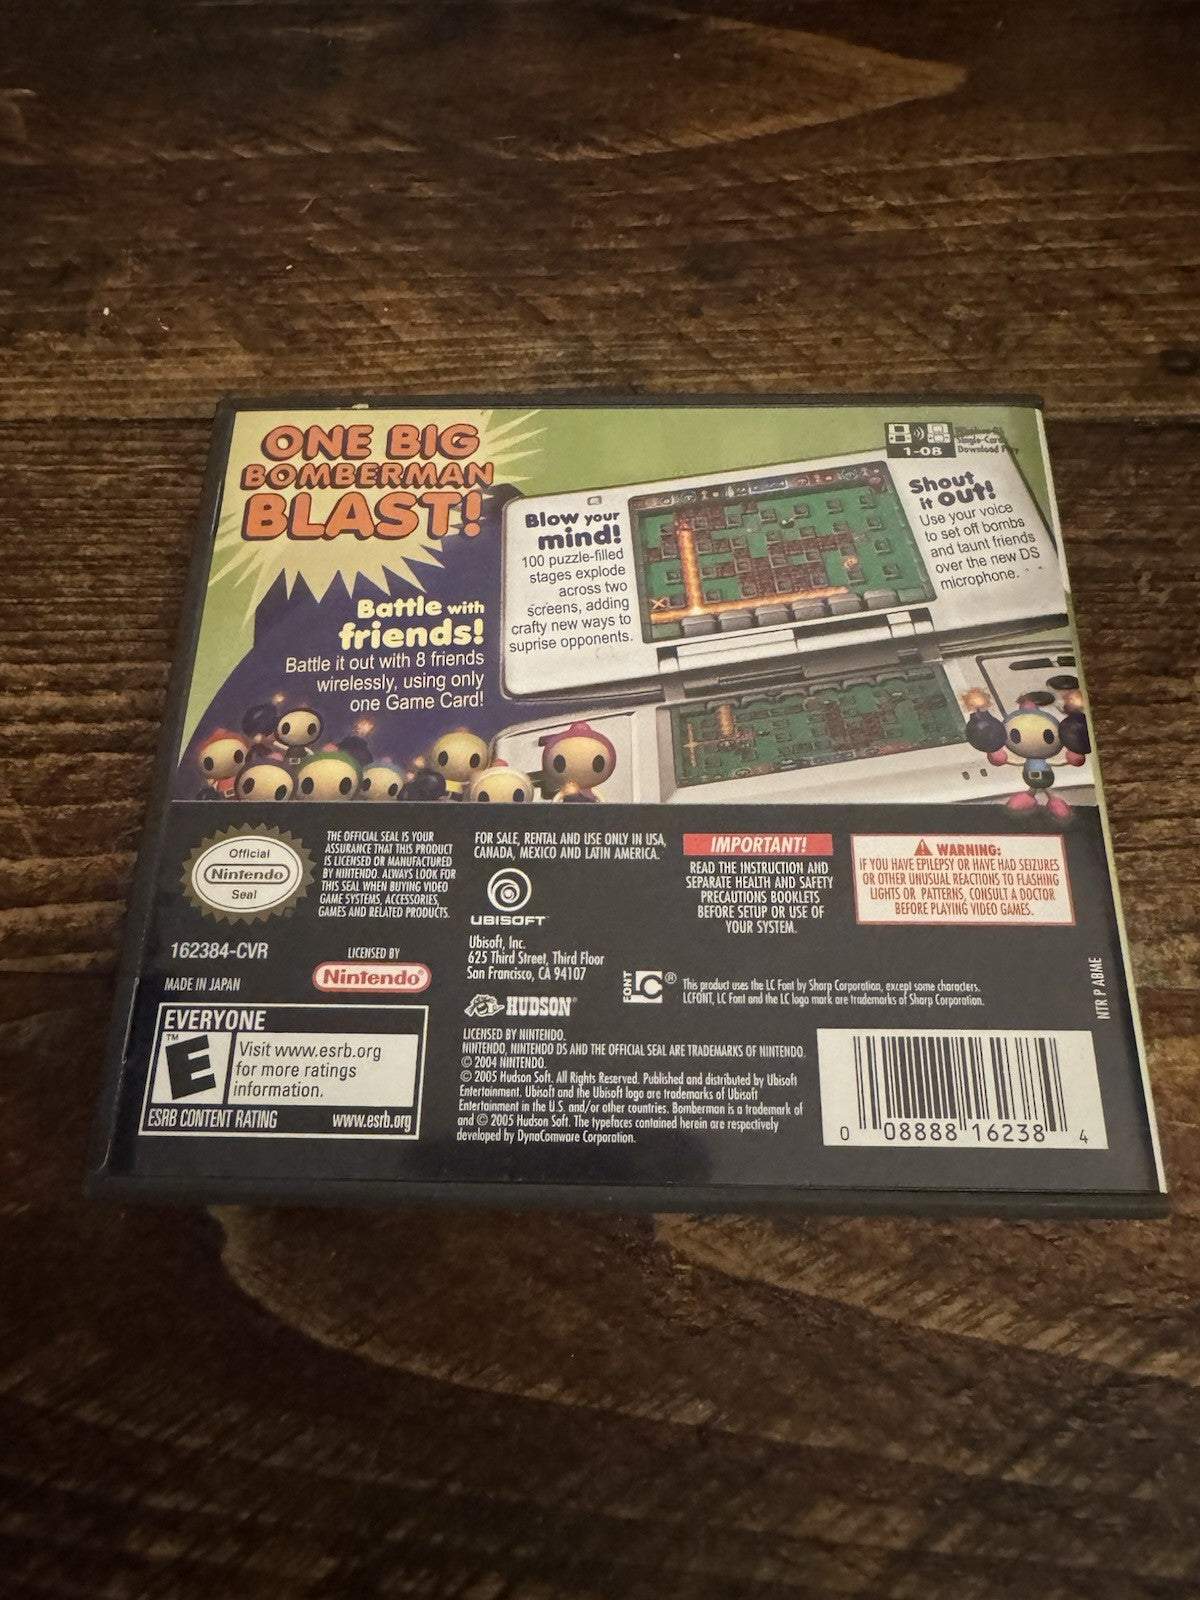 ONE BIG
BOMBERMAN
BLAST!
Battle with
friends!
Battle it out with 8 friends
wirelessly, using only
one Game Card!
Blow your
mind!
100 puzzle-filled
stages explode
across two
screens, adding
crafty new ways to
suprise opponents.
1-08
Wireless DS
Single-Card
Download Play
Shout
it OUT!
Use your voice
to set off bombs
and taunt friends
over the new DS
microphone.
Official
Nintendo
Seal
THE OFFICIAL SEAL IS YOUR
ASSURANCE THAT THIS PRODUCT
IS LICENSED OR MANUFACTURED
BY NINTENDO. ALWAYS LOOK FOR
THIS SEAL WHEN BUYING VIDEO
GAME SYSTEMS, ACCESSORIES,
GAMES AND RELATED PRODUCTS.
162384-CVR
MADE IN JAPAN
LICENSED BY
Nintendo®
EVERYONE
E™
Visit www.esrb.org
for more ratings
information.
ESRB CONTENT RATING www.esrb.org
FOR SALE, RENTAL AND USE ONLY IN USA,
CANADA, MEXICO AND LATIN AMERICA.
UBISOFT™
Ubisoft, Inc.
625 Third Street, Third Floor
San Francisco, CA 94107
HUDSON®
IMPORTANT!
READ THE INSTRUCTION AND
SEPARATE HEALTH AND SAFETY
PRECAUTIONS BOOKLETS
BEFORE SETUP OR USE OF
YOUR SYSTEM.
WARNING:
IF YOU HAVE EPILEPSY OR HAVE HAD SEIZURES
OR OTHER UNUSUAL REACTIONS TO FLASHING
LIGHTS OR PATTERNS, CONSULT A DOCTOR
BEFORE PLAYING VIDEO GAMES.
LC FONT®
This product uses the LC Font by Sharp Corporation, except some characters.
LCFONT, LC Font and the LC logo mark are trademarks of Sharp Corporation.
NTR P ABME
LICENSED BY NINTENDO.
NINTENDO, NINTENDO DS AND THE OFFICIAL SEAL ARE TRADEMARKS OF NINTENDO.
© 2004 NINTENDO.
© 2005 Hudson Soft. All Rights Reserved. Published and distributed by Ubisoft
Entertainment. Ubisoft and the Ubisoft logo are trademarks of Ubisoft
Entertainment in the U.S. and/or other countries. Bomberman is a trademark of
and © 2005 Hudson Soft. The typefaces contained herein are respectively
developed by DynaComware Corporation.
0 08888 16238 4